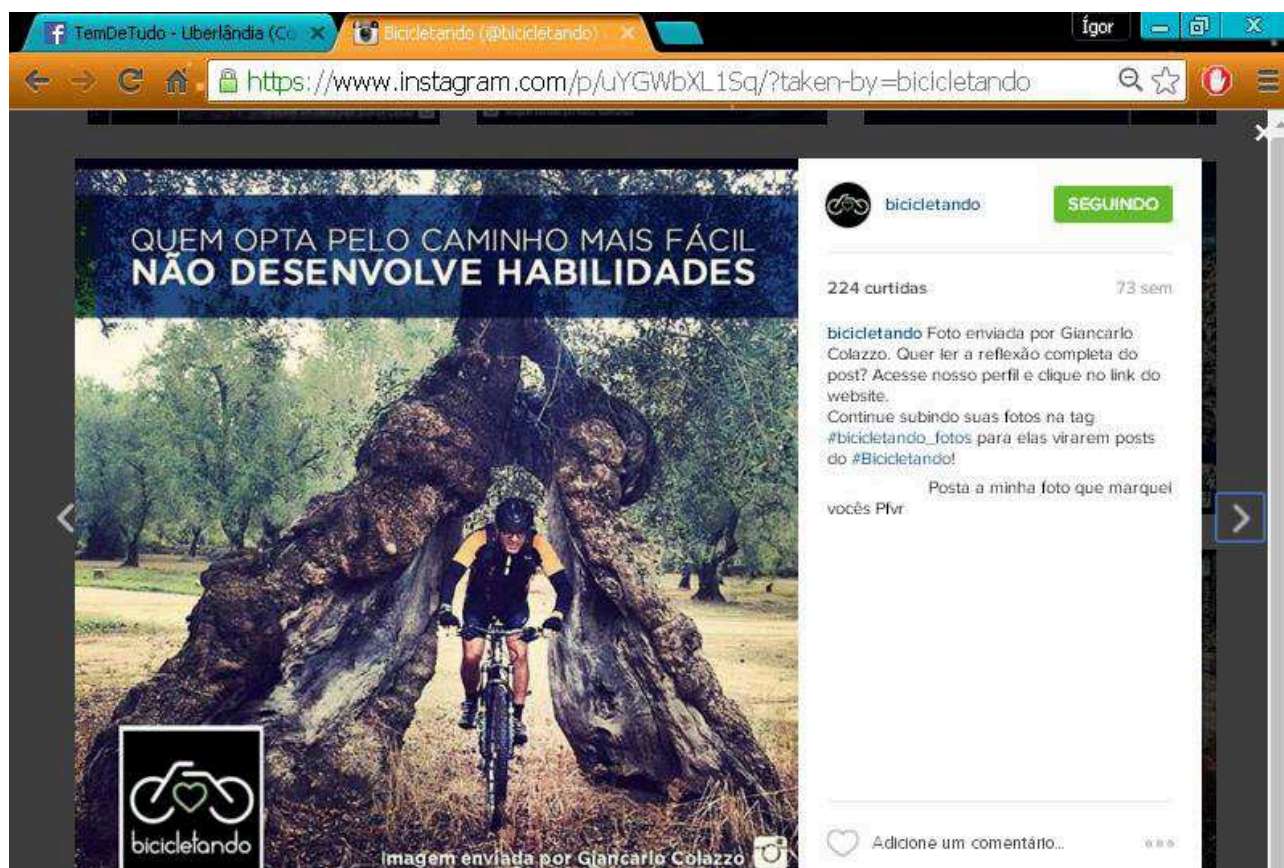 TemDeTudo - Uberlândia (Co
Bicicletando (@bicicletando)
Ígor
https://www.instagram.com/p/uYGWbXL1Sq/?taken-by=bicicletando
QUEM OPTA PELO CAMINHO MAIS FÁCIL
NÃO DESENVOLVE HABILIDADES
bicicletando
Imagem enviada por Giancarlo Colazzo
bicicletando
SEGUINDO
224 curtidas
73 sem
bicicletando Foto enviada por Giancarlo
Colazzo. Quer ler a reflexão completa do
post? Acesse nosso perfil e clique no link do
website.
Continue subindo suas fotos na tag
#bicicletando_fotos para elas virarem posts
do #Bicicletando!
Posta a minha foto que marquei
vocês Pfvr
Adicione um comentário...